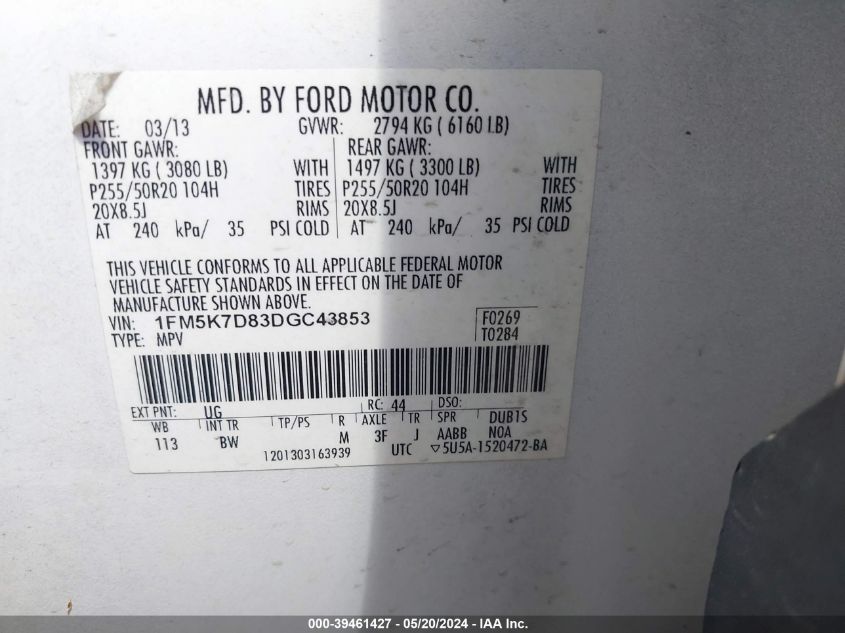 MFD. BY FORD MOTOR CO.
DATE: 03/13 GVWR: 2794 KG ( 6160 LB)
FRONT GAWR: REAR GAWR:
1397 KG ( 3080 LB) WITH 1497 KG ( 3300 LB) WITH
P255/50R20 104H TIRES P255/50R20 104H TIRES
20X8.5J RIMS 20X8.5J RIMS
AT 240 kPa/ 35 PSI COLD AT 240 kPa/ 35 PSI COLD
THIS VEHICLE CONFORMS TO ALL APPLICABLE FEDERAL MOTOR
VEHICLE SAFETY STANDARDS IN EFFECT ON THE DATE OF
MANUFACTURE SHOWN ABOVE.
VIN: 1FM5K7D83DGC43853 F0269
TYPE: MPV T0284
EXT PNT: UG RC: 44 DSO:
WB INT TR TP/PS R AXLE TR SPR DUB1S
113 BW M 3F J AABB N0A
1201303163939 UTC ▽5U5A-1520472-BA
000-39461427 - 05/20/2024 - IAA Inc.